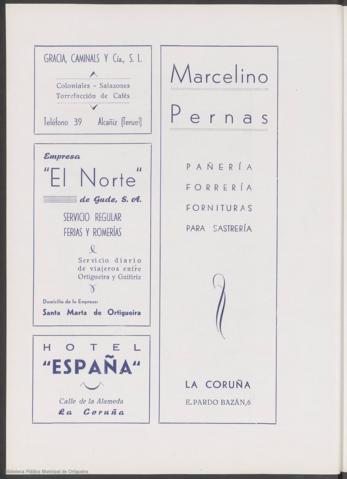 GRACIA, CAMINALS Y Cía., S. L.
Coloniales - Salazones
Torrefacción de Cafés
Teléfono 39 Alcañiz (Teruel)
Empresa
"El Norte"
de Gude, S. A.
SERVICIO REGULAR
FERIAS Y ROMERÍAS
Servicio diario
de viajeros entre
Ortigueira y Guitiriz
Domicilio de la Empresa:
Santa Marta de Ortigueira
HOTEL
"ESPAÑA"
Calle de la Alameda
La Coruña
Marcelino
Pernas
PAÑERÍA
FORRERÍA
FORNITURAS
PARA SASTRERÍA
LA CORUÑA
E. PARDO BAZÁN, 6
Biblioteca Pública Municipal de Ortigueira